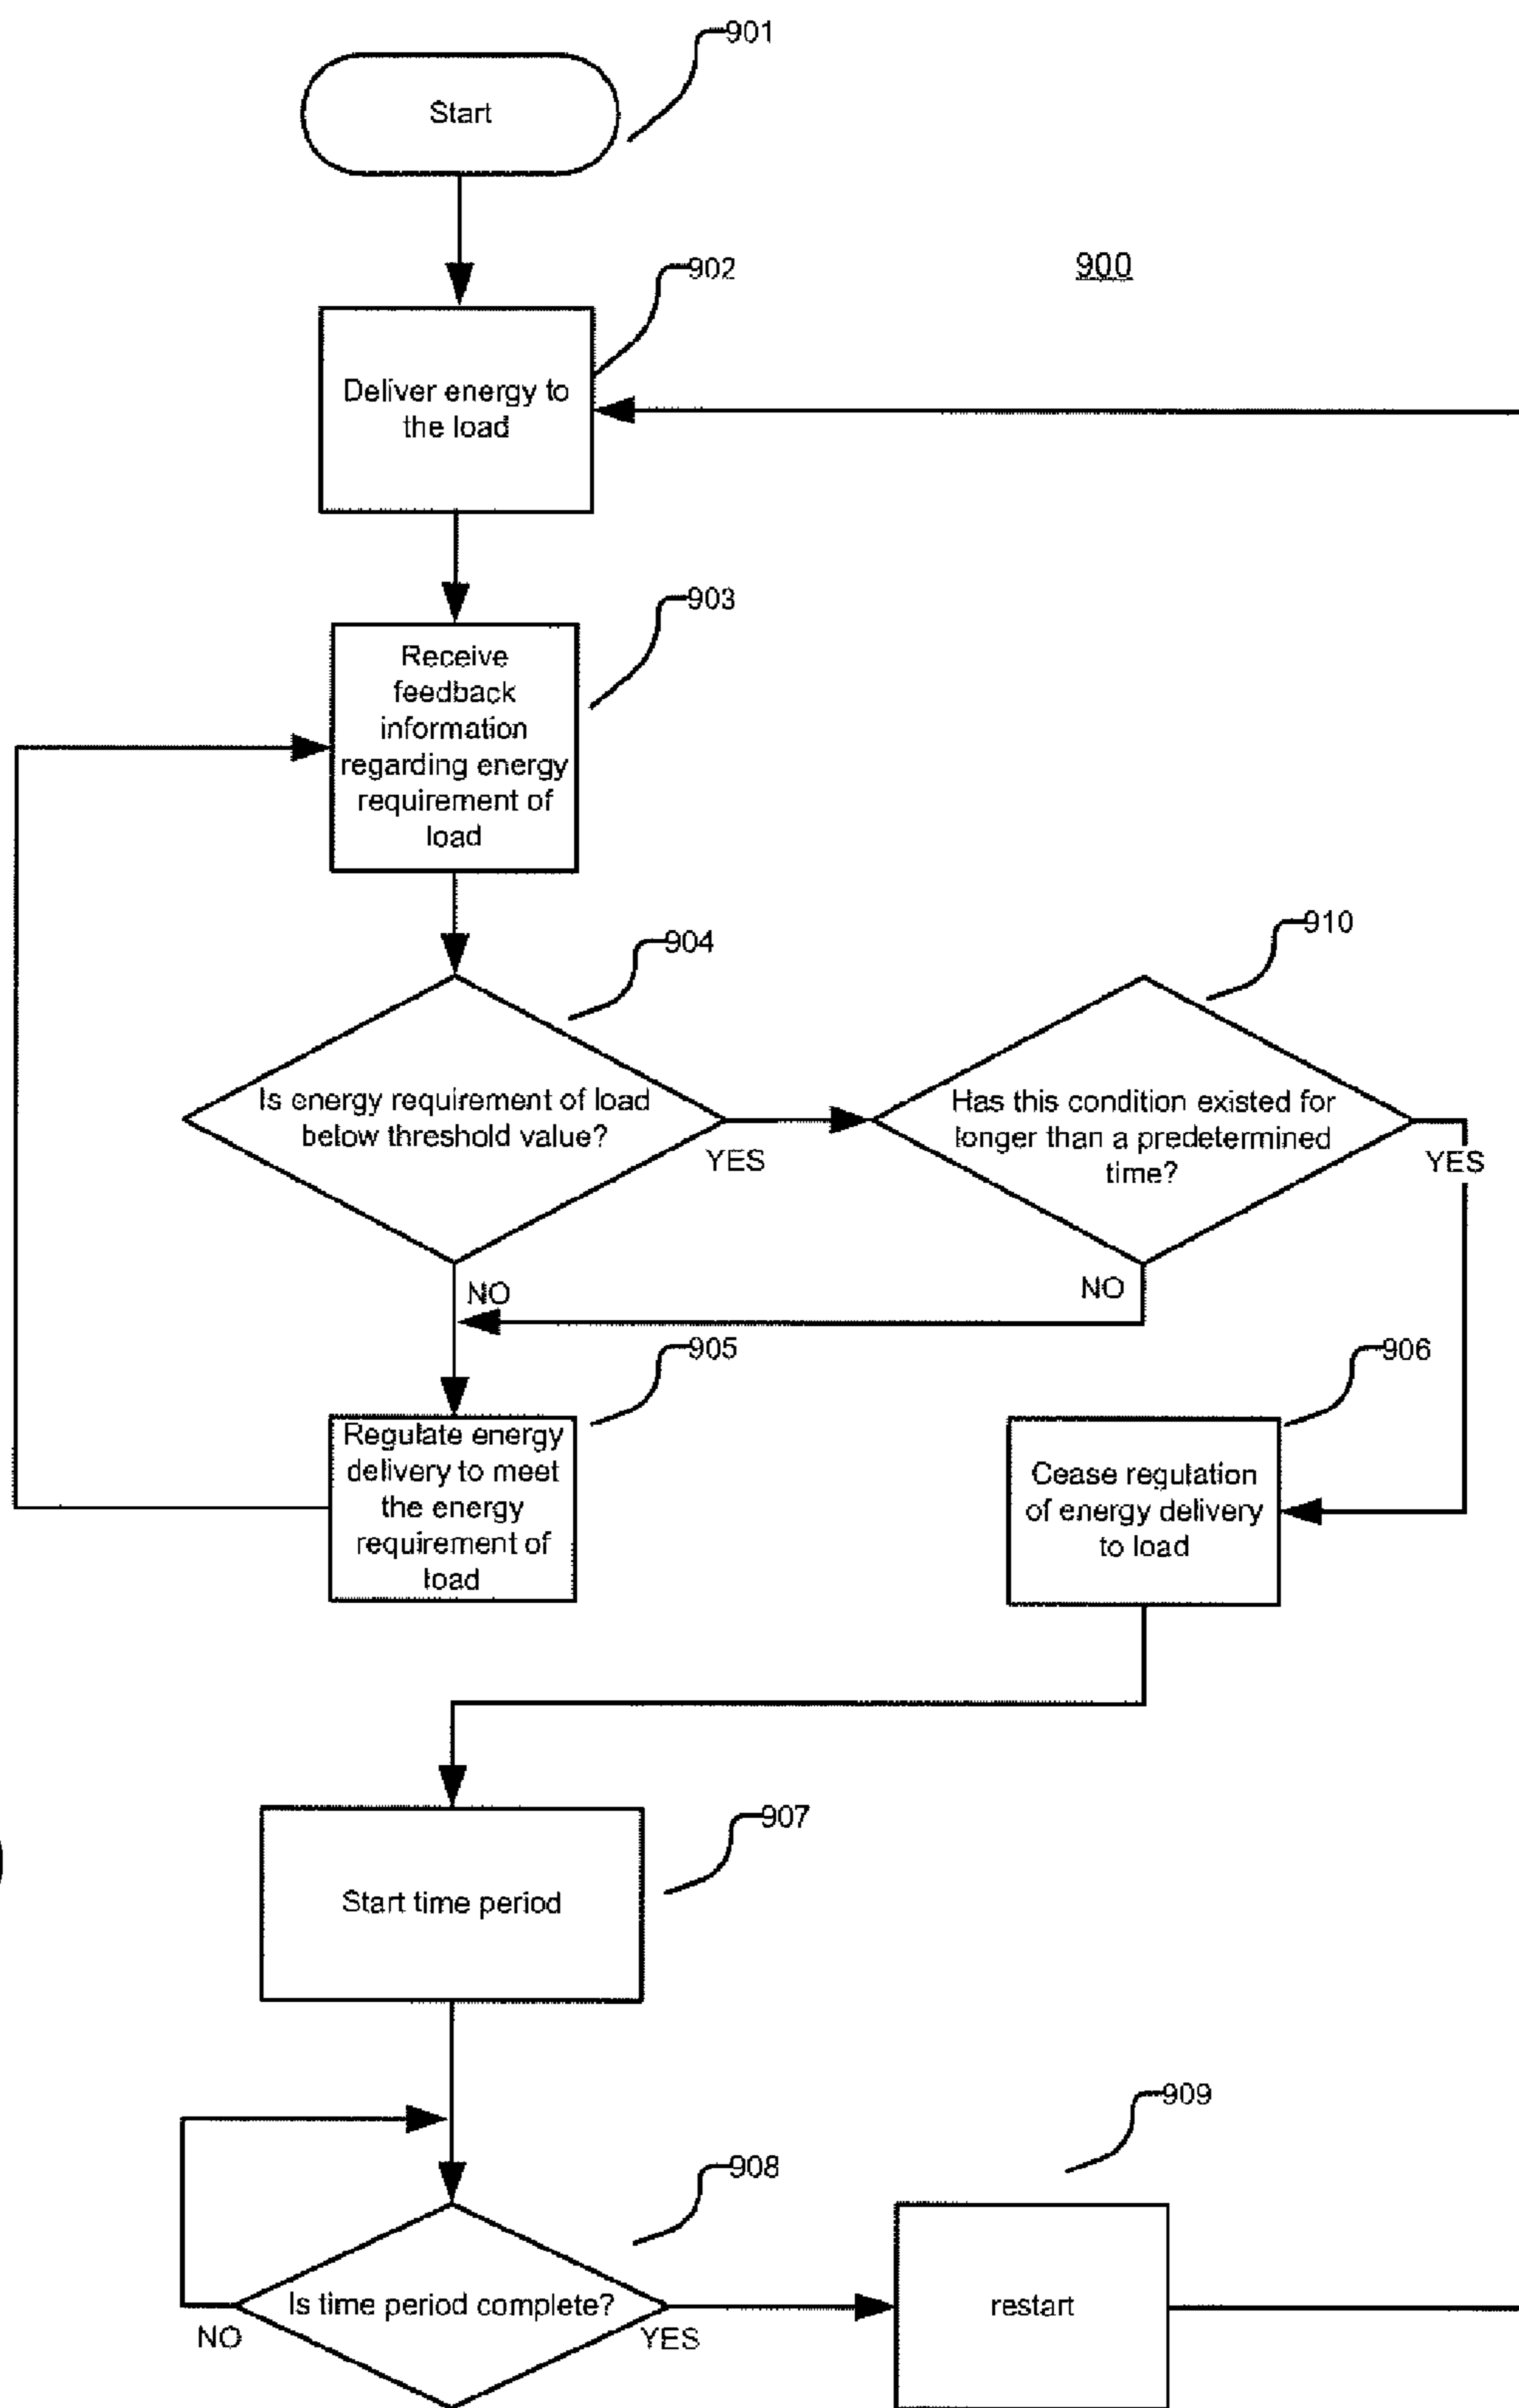 901
Start
902
900
Deliver energy to
the load
903
Receive
feedback
information
regarding energy
requirement of
load
904
910
Is energy requirement of load
below threshold value?
YES
Has this condition existed for
longer than a predetermined
time?
YES
NO
NO
905
906
Regulate energy
delivery to meet
the energy
requirement of
load
Cease regulation
of energy delivery
to load
907
Start time period
909
908
Is time period complete?
NO
YES
restart